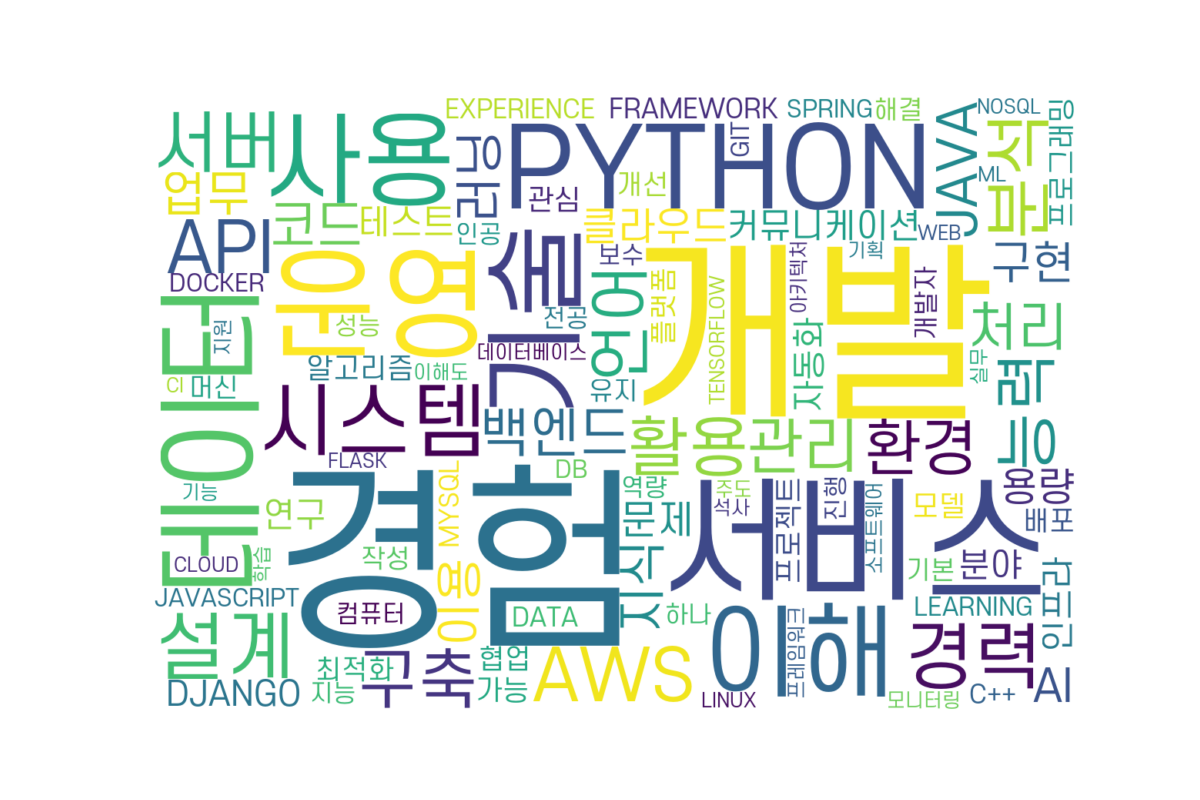 EXPERIENCE
FRAMEWORK
SPRING
해결
NOSQL
서버
사용
PYTHON
GIT
JAVA
분석
프로그래밍
업무
러닝
관심
개선
ML
API
코드
테스트
인공
클라우드
커뮤니케이션
WEB
구현
DOCKER
운영
기술
보수
언어
플랫폼
개발
TENSORFLOW
아키텍처
기획
개발자
데이터
지원
성능
전공
자동화
처리
알고리즘
이해도
데이터베이스
실무
CI
머신
시스템
유지
능력
백엔드
활용
관리
환경
FLASK
경험
MYSQL
DB
역량
주도
서비스
용량
기능
연구
문제
석사
프로젝트
진행
소프트웨어
모델
배포
CLOUD
학습
작성
이용
지식
기본
분야
인프라
JAVASCRIPT
컴퓨터
DATA
하나
이해
프레임워크
LEARNING
설계
최적화
구축
협업
AWS
경력
DJANGO
지능
가능
LINUX
모니터링
C++
AI